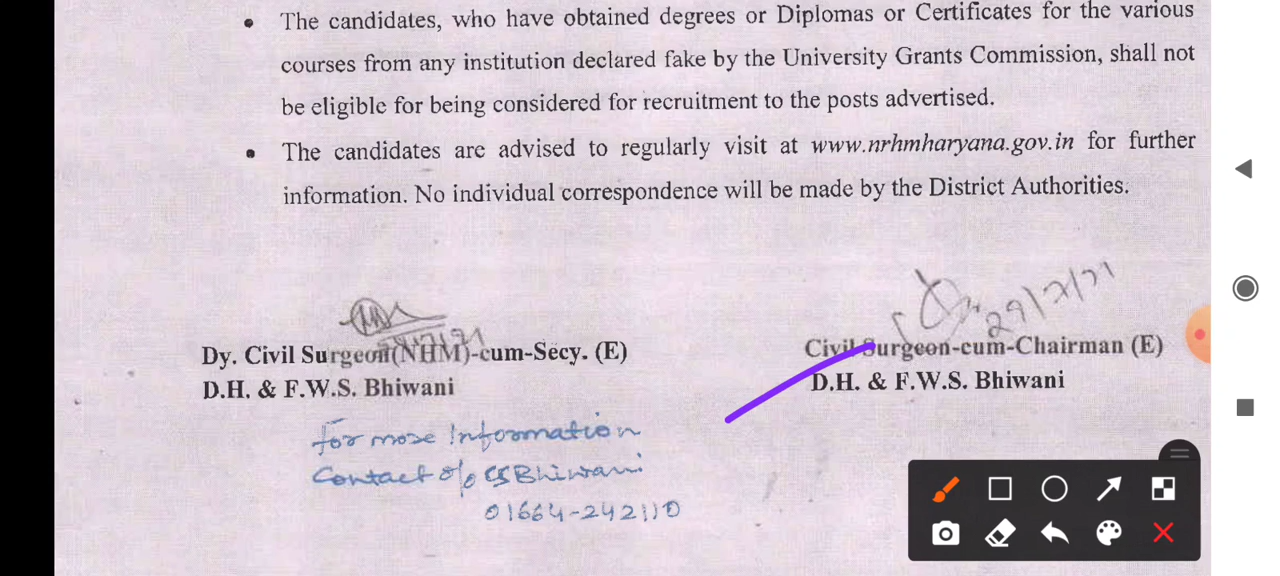 • The candidates, who have obtained degrees or Diplomas or Certificates for the various
courses from any institution declared fake by the University Grants Commission, shall not
be eligible for being considered for recruitment to the posts advertised.
• The candidates are advised to regularly visit at www.nrhmharyana.gov.in for further
information. No individual correspondence will be made by the District Authorities.
29/7/21
Dy. Civil Surgeon(NHM)-cum-Secy. (E)
D.H. & F.W.S. Bhiwani
Civil Surgeon-cum-Chairman (E)
D.H. & F.W.S. Bhiwani
For more Information
Contact o/o CS Bhiwani
01664-242110